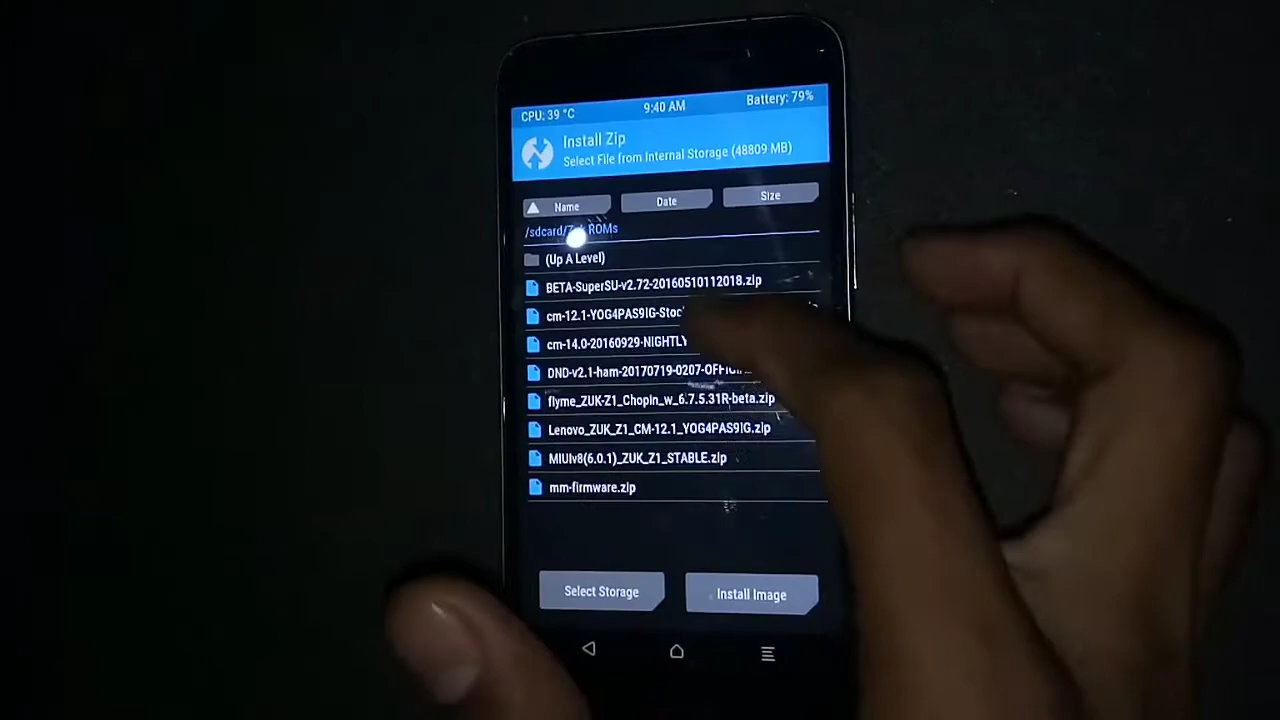 CPU: 39 °C 9:40 AM Battery: 79%
Install Zip
Select File from Internal Storage (48809 MB)
Name Date Size
/sdcard/ ROMs
(Up A Level)
BETA-SuperSU-v2.72-20160510112018.zip
cm-12.1-YOG4PAS9IG-Stoc
cm-14.0-20160929-NIGHTLY
DND-v2.1-ham-20170719-0207-OFFICIAL
flyme_ZUK-Z1_Chopin_w_6.7.5.31R-beta.zip
Lenovo_ZUK_Z1_CM-12.1_YOG4PAS9IG.zip
MIUIv8(6.0.1)_ZUK_Z1_STABLE.zip
mm-firmware.zip
Select Storage Install Image